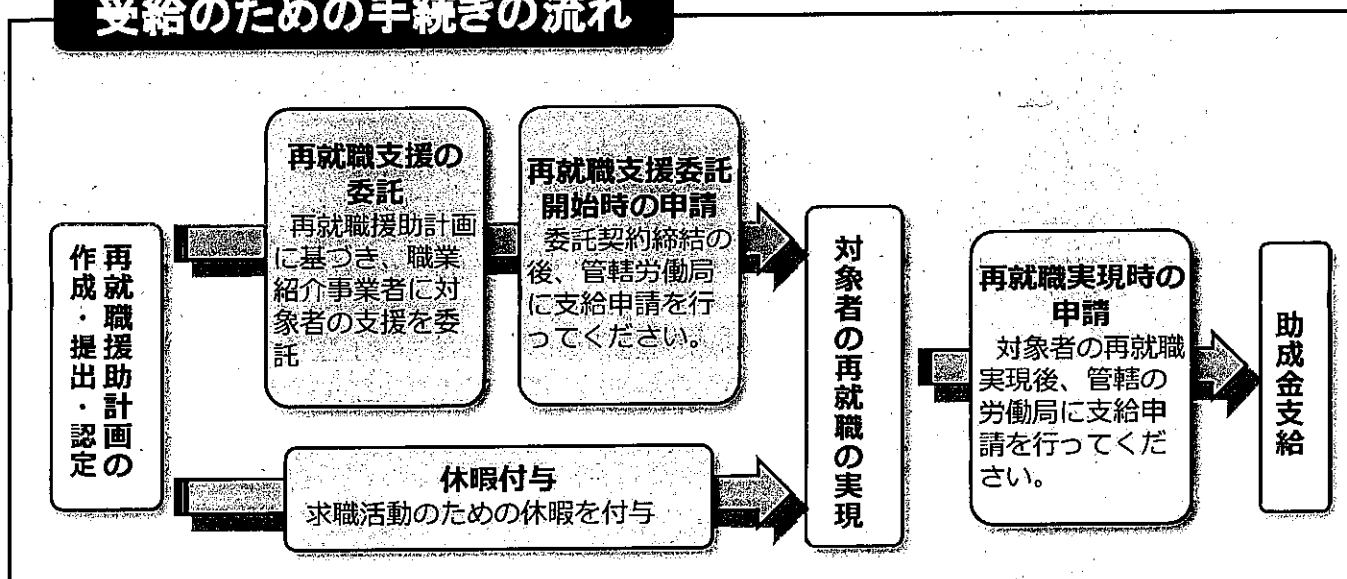 受給のための手続きの流れ
再就職援助計画の
作成・提出・認定
再就職支援の
委託
再就職援助計画
に基づき、職業
紹介事業者に対
象者の支援を委
託
再就職支援委託
開始時の申請
委託契約締結の
後、管轄労働局
に支給申請を行
ってください。
休暇付与
求職活動のための休暇を付与
対象者の再就職の実現
再就職実現時の
申請
対象者の再就職
実現後、管轄の
労働局に支給申
請を行ってくだ
さい。
助成金支給